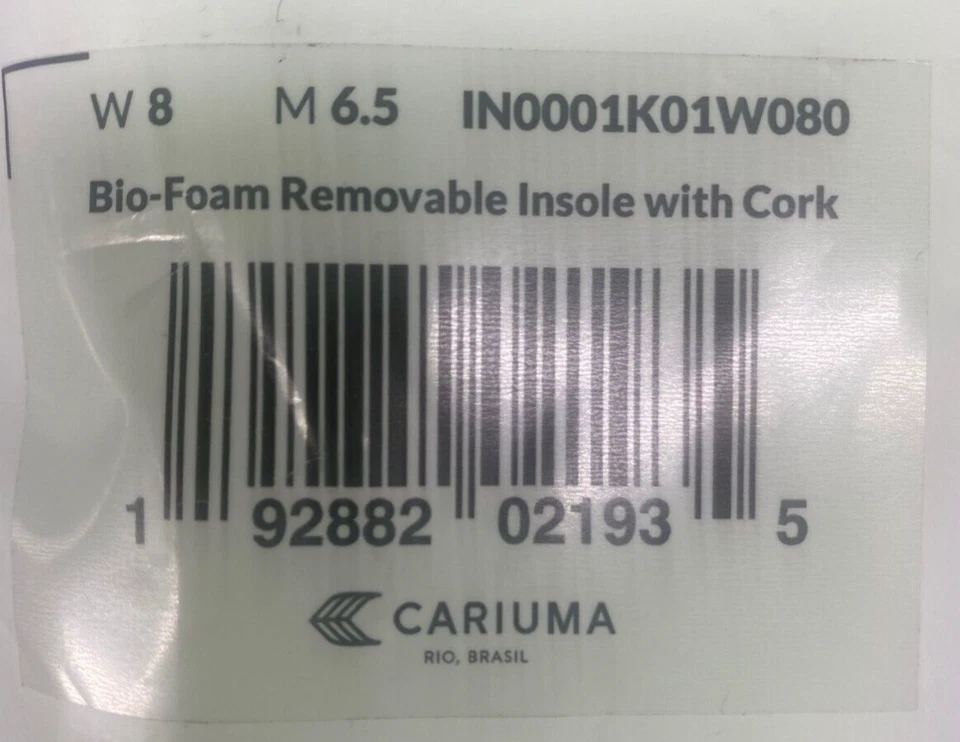 W 8 M 6.5 IN0001K01W080
Bio-Foam Removable Insole with Cork
1 92882 02193 5
CARIUMA
RIO, BRASIL